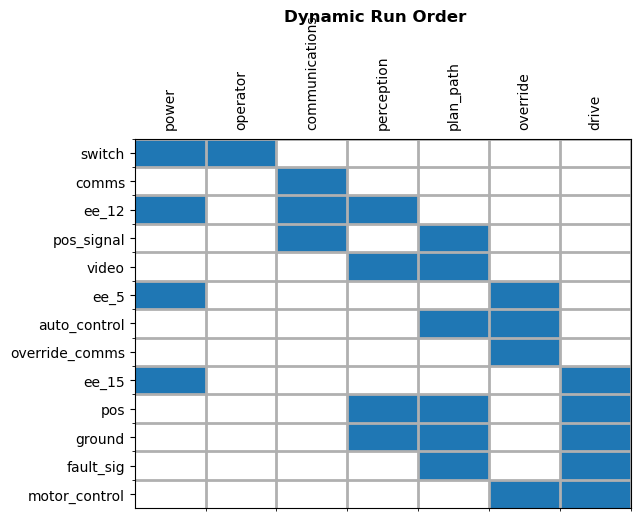 Dynamic Run Order
power
operator
communications
perception
plan_path
override
drive
switch
comms
ee_12
pos_signal
video
ee_5
auto_control
override_comms
ee_15
pos
ground
fault_sig
motor_control